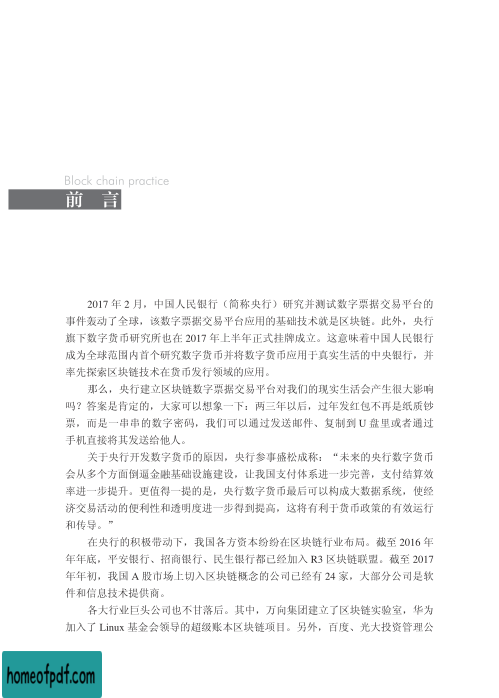 Block chain practice
前 言
2017 年 2 月，中国人民银行（简称央行）研究并测试数字票据交易平台的
事件轰动了全球，该数字票据交易平台应用的基础技术就是区块链。此外，央行
旗下数字货币研究所也在 2017 年上半年正式挂牌成立。这意味着中国人民银行
成为全球范围内首个研究数字货币并将数字货币应用于真实生活的中央银行，并
率先探索区块链技术在货币发行领域的应用。
那么，央行建立区块链数字票据交易平台对我们的现实生活会产生很大影响
吗？答案是肯定的，大家可以想象一下：两三年以后，过年发红包不再是纸质钞
票，而是一串串的数字密码，我们可以通过发送邮件、复制到 U 盘里或者通过
手机直接将其发送给他人。
关于央行开发数字货币的原因，央行参事盛松成称：“未来的央行数字货币
会从多个方面倒逼金融基础设施建设，让我国支付体系进一步完善，支付结算效
率进一步提升。更值得一提的是，央行数字货币最后可以构成大数据系统，使经
济交易活动的便利性和透明度进一步得到提高，这将有利于货币政策的有效运行
和传导。”
在央行的积极带动下，我国各方资本纷纷在区块链行业布局。截至 2016 年
年年底，平安银行、招商银行、民生银行都已经加入 R3 区块链联盟。截至 2017
年年初，我国 A 股市场上切入区块链概念的公司已经有 24 家，大部分公司是软
件和信息技术提供商。
各大行业巨头公司也不甘落后。其中，万向集团建立了区块链实验室，华为
加入了 Linux 基金会领导的超级账本区块链项目。另外，百度、光大投资管理公
homeofpdf.com